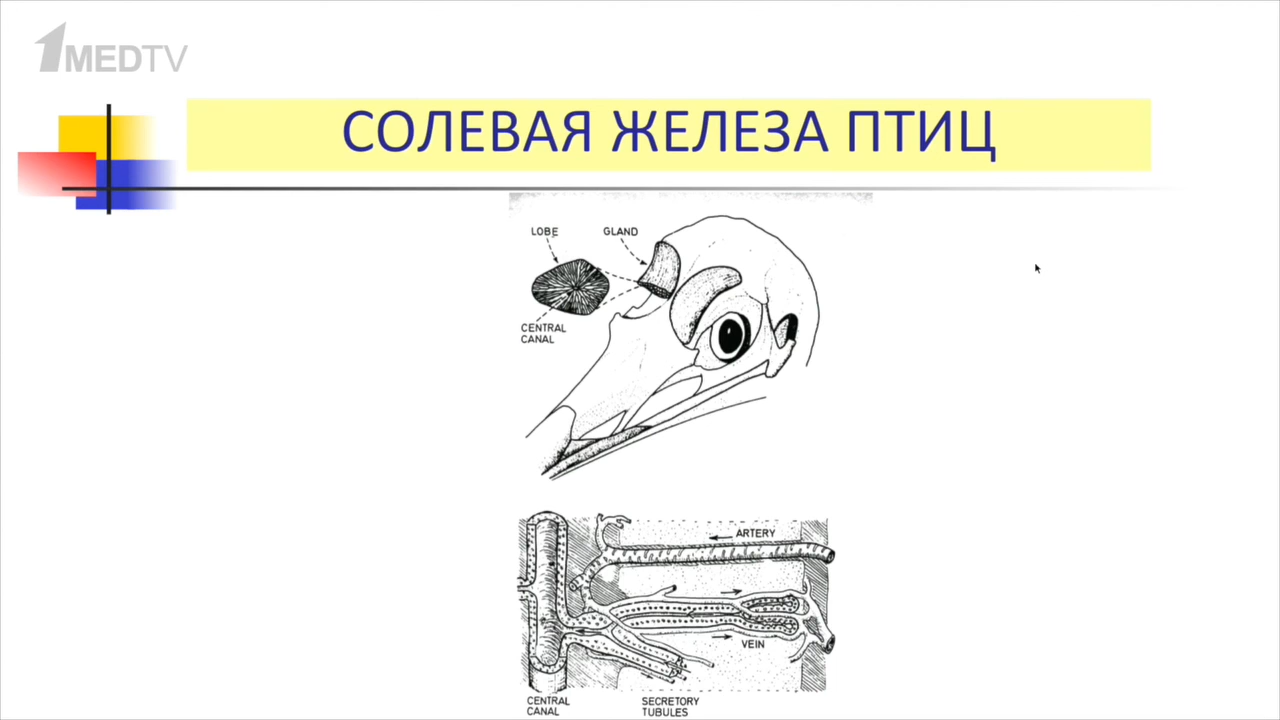 1MEDTV
СОЛЕВАЯ ЖЕЛЕЗА ПТИЦ
LOBE
GLAND
CENTRAL
CANAL
ARTERY
VEIN
CENTRAL
CANAL
SECRETORY
TUBULES